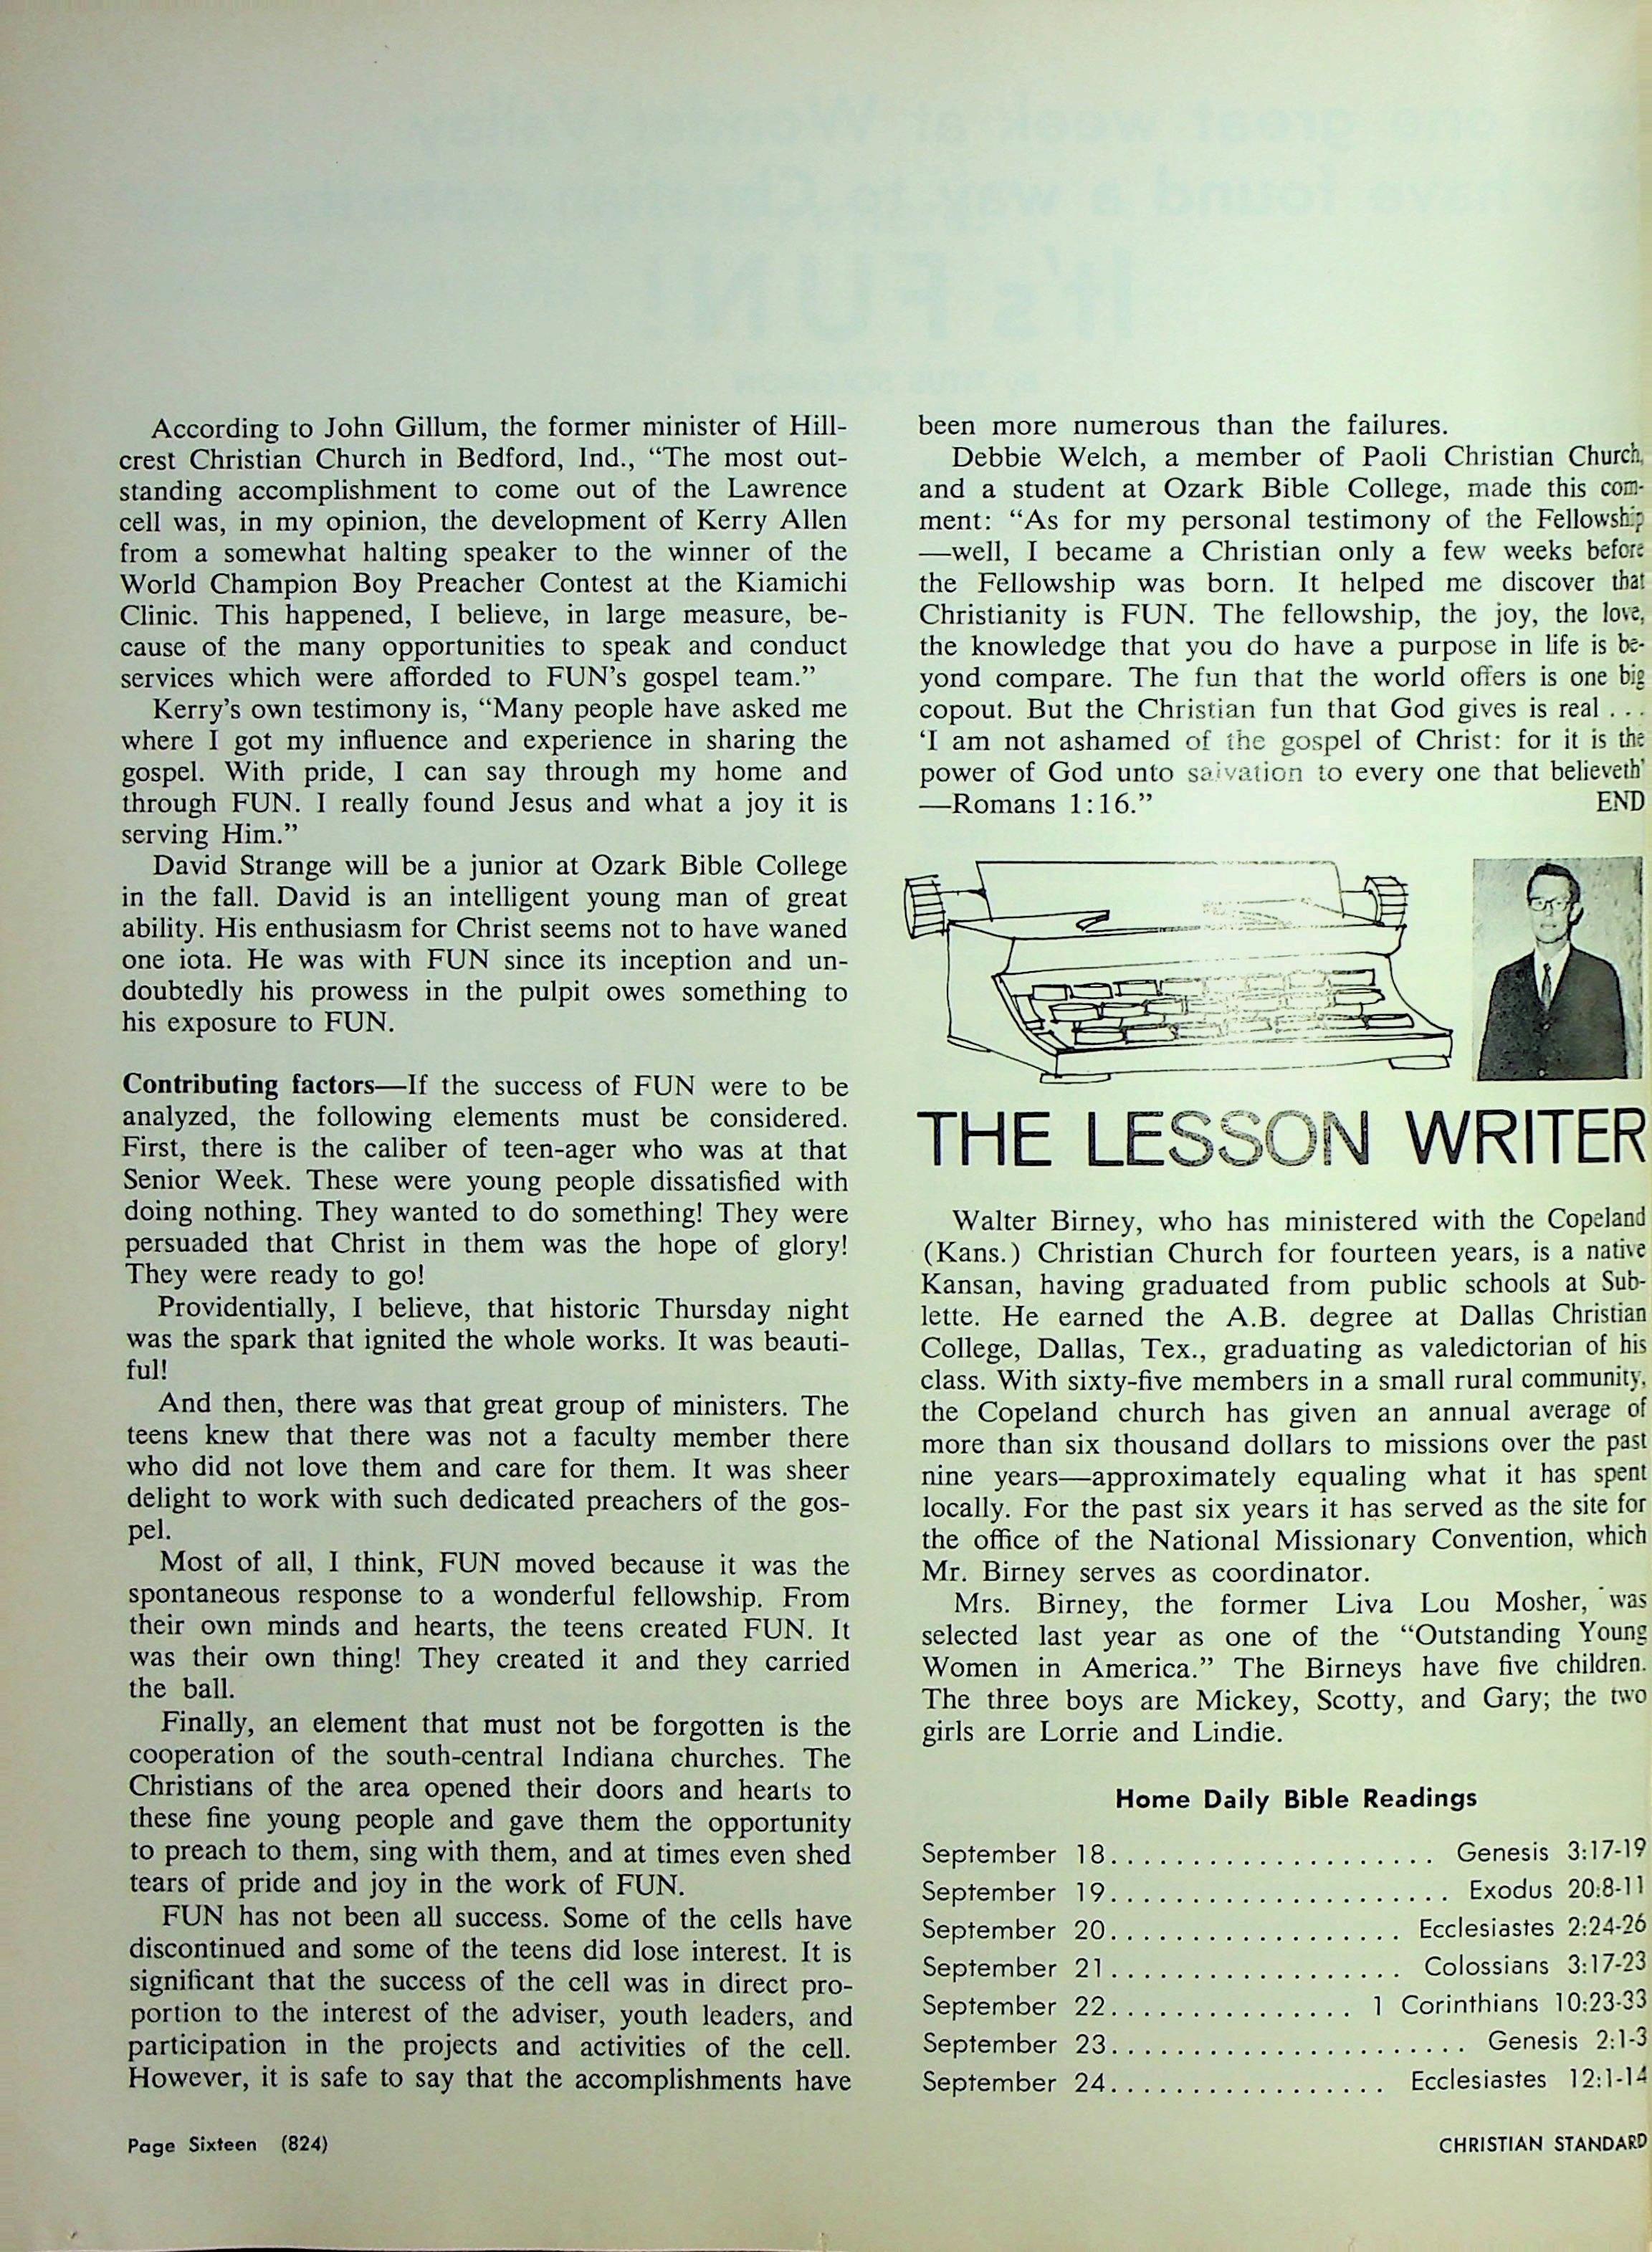 According to John Gillum, the former minister of Hill-
crest Christian Church in Bedford, Ind., “The most out-
standing accomplishment to come out of the Lawrence
cell was, in my opinion, the development of Kerry Allen
from a somewhat halting speaker to the winner of the
World Champion Boy Preacher Contest at the Kiamichi
Clinic. This happened, I believe, in large measure, be-
cause of the many opportunities to speak and conduct
services which were afforded to FUN’s gospel team.”
Kerry’s own testimony is, “Many people have asked me
where I got my influence and experience in sharing the
gospel. With pride, I can say through my home and
through FUN. I really found Jesus and what a joy it is
serving Him.”
David Strange will be a junior at Ozark Bible College
in the fall. David is an intelligent young man of great
ability. His enthusiasm for Christ seems not to have waned
one iota. He was with FUN since its inception and un-
doubtedly his prowess in the pulpit owes something to
his exposure to FUN.
Contributing factors—If the success of FUN were to be
analyzed, the following elements must be considered.
First, there is the caliber of teen-ager who was at that
Senior Week. These were young people dissatisfied with
doing nothing. They wanted to do something! They were
persuaded that Christ in them was the hope of glory!
They were ready to go!
Providentially, I believe, that historic Thursday night
was the spark that ignited the whole works. It was beauti-
ful!
And then, there was that great group of ministers. The
teens knew that there was not a faculty member there
who did not love them and care for them. It was sheer
delight to work with such dedicated preachers of the gos-
pel.
Most of all, I think, FUN moved because it was the
spontaneous response to a wonderful fellowship. From
their own minds and hearts, the teens created FUN. It
was their own thing! They created it and they carried
the ball.
Finally, an element that must not be forgotten is the
cooperation of the south-central Indiana churches. The
Christians of the area opened their doors and hearts to
these fine young people and gave them the opportunity
to preach to them, sing with them, and at times even shed
tears of pride and joy in the work of FUN.
FUN has not been all success. Some of the cells have
discontinued and some of the teens did lose interest. It is
significant that the success of the cell was in direct pro-
portion to the interest of the adviser, youth leaders, and
participation in the projects and activities of the cell.
However, it is safe to say that the accomplishments have
been more numerous than the failures.
Debbie Welch, a member of Paoli Christian Church,
and a student at Ozark Bible College, made this com-
ment: “As for my personal testimony of the Fellowship
—well, I became a Christian only a few weeks before
the Fellowship was born. It helped me discover that
Christianity is FUN. The fellowship, the joy, the love,
the knowledge that you do have a purpose in life is be-
yond compare. The fun that the world offers is one big
copout. But the Christian fun that God gives is real . . .
‘I am not ashamed of the gospel of Christ: for it is the
power of God unto salvation to every one that believeth’
—Romans 1:16.” END
THE LESSON WRITER
Walter Birney, who has ministered with the Copeland
(Kans.) Christian Church for fourteen years, is a native
Kansan, having graduated from public schools at Sub-
lette. He earned the A.B. degree at Dallas Christian
College, Dallas, Tex., graduating as valedictorian of his
class. With sixty-five members in a small rural community,
the Copeland church has given an annual average of
more than six thousand dollars to missions over the past
nine years—approximately equaling what it has spent
locally. For the past six years it has served as the site for
the office of the National Missionary Convention, which
Mr. Birney serves as coordinator.
Mrs. Birney, the former Liva Lou Mosher, was
selected last year as one of the “Outstanding Young
Women in America.” The Birneys have five children.
The three boys are Mickey, Scotty, and Gary; the two
girls are Lorrie and Lindie.
Home Daily Bible Readings
September 18. . . . . . . . . . . . . . . . . . . . . Genesis 3:17-19
September 19. . . . . . . . . . . . . . . . . . . . . . Exodus 20:8-11
September 20. . . . . . . . . . . . . . . . . . . Ecclesiastes 2:24-26
September 21. . . . . . . . . . . . . . . . . . . Colossians 3:17-23
September 22. . . . . . . . . . . . . . . . 1 Corinthians 10:23-33
September 23. . . . . . . . . . . . . . . . . . . . . . . Genesis 2:1-3
September 24. . . . . . . . . . . . . . . . . . Ecclesiastes 12:1-14
Page Sixteen (824)
CHRISTIAN STANDARD